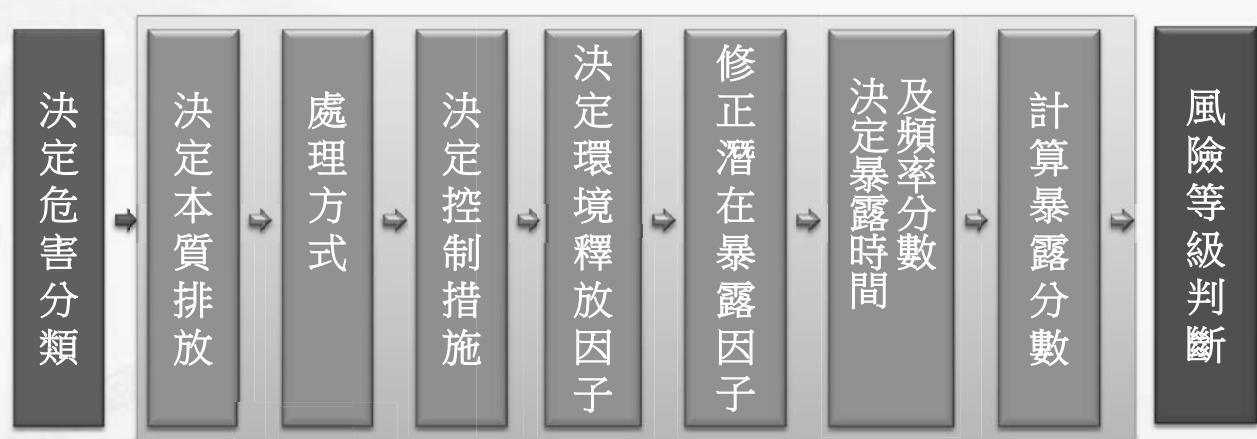 決定危害分類
決定本質排放
處理方式
決定控制措施
決定環境釋放因子
修正潛在暴露因子
決定暴露時間
及頻率分數
計算暴露分數
風險等級判斷